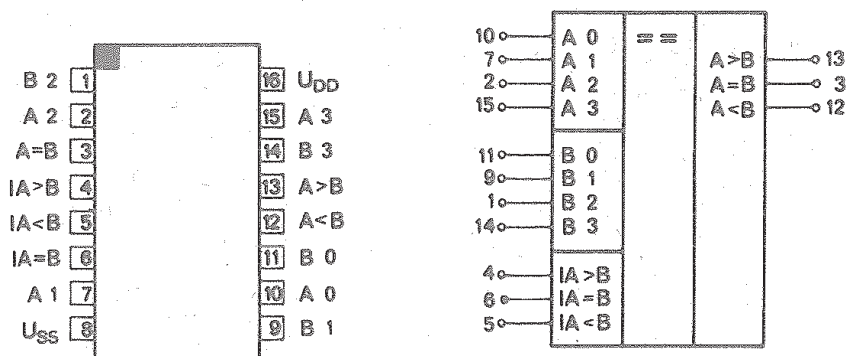 B 2 1 16 U_DD
A 2 2 15 A 3
A=B 3 14 B 3
IA>B 4 13 A>B
IA<B 5 12 A<B
IA=B 6 11 B 0
A 1 7 10 A 0
U_SS 8 9 B 1
10 A 0 ==
7 A 1 A>B 13
2 A 2 A=B 3
15 A 3 A<B 12
11 B 0
9 B 1
1 B 2
14 B 3
4 IA>B
6 IA=B
5 IA<B